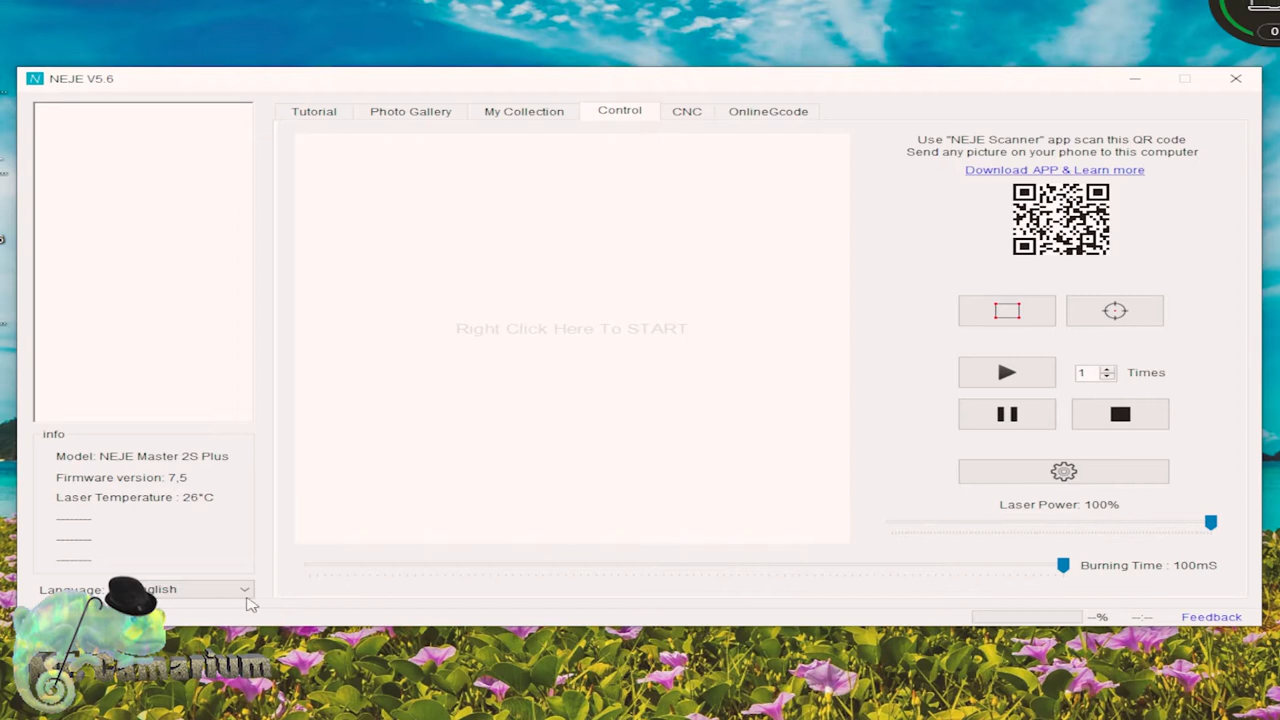 NEJE V5.6
Tutorial
Photo Gallery
My Collection
Control
CNC
OnlineGcode
Use "NEJE Scanner" app scan this QR code
Send any picture on your phone to this computer
Download APP & Learn more
Right Click Here To START
1
Times
info
Model: NEJE Master 2S Plus
Firmware version: 7,5
Laser Temperature : 26°C
--------
--------
--------
Laser Power: 100%
Burning Time : 100mS
Language:
--%
--:--
Feedback